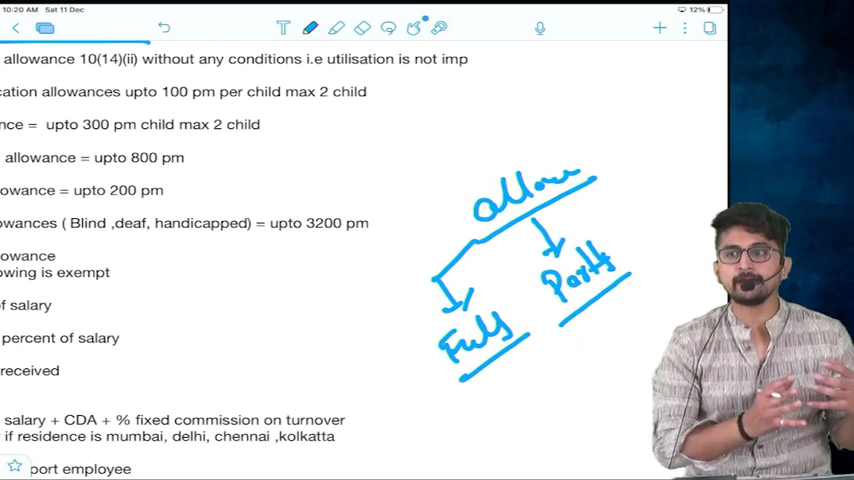 10:20 AM Sat 11 Dec
12%
allowance 10(14)(ii) without any conditions i.e utilisation is not imp
cation allowances upto 100 pm per child max 2 child
nce = upto 300 pm child max 2 child
allowance = upto 800 pm
owance = upto 200 pm
owances ( Blind ,deaf, handicapped) = upto 3200 pm
owance
owing is exempt
of salary
percent of salary
received
salary + CDA + % fixed commission on turnover
if residence is mumbai, delhi, chennai ,kolkatta
port employee
Fully
Partly